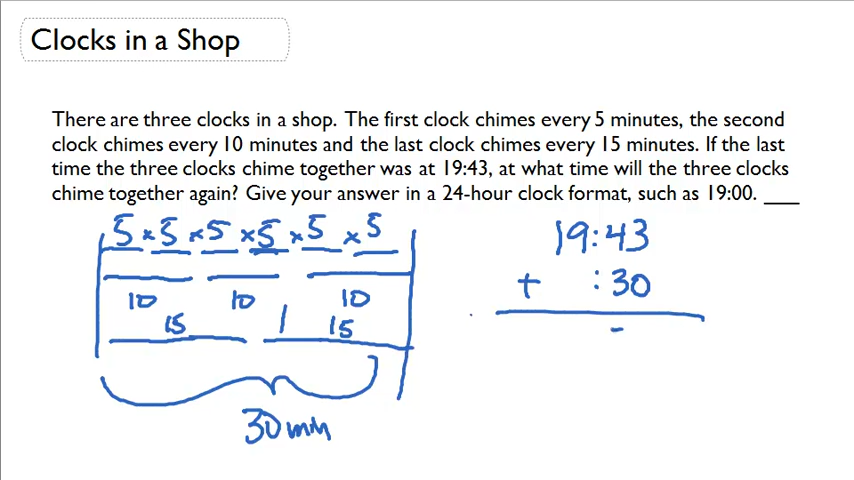 Clocks in a Shop
There are three clocks in a shop. The first clock chimes every 5 minutes, the second
clock chimes every 10 minutes and the last clock chimes every 15 minutes. If the last
time the three clocks chime together was at 19:43, at what time will the three clocks
chime together again? Give your answer in a 24-hour clock format, such as 19:00. ___
5 × 5 × 5 × 5 × 5 × 5
10 10 10
15 15
30 min
19:43
+ :30
-